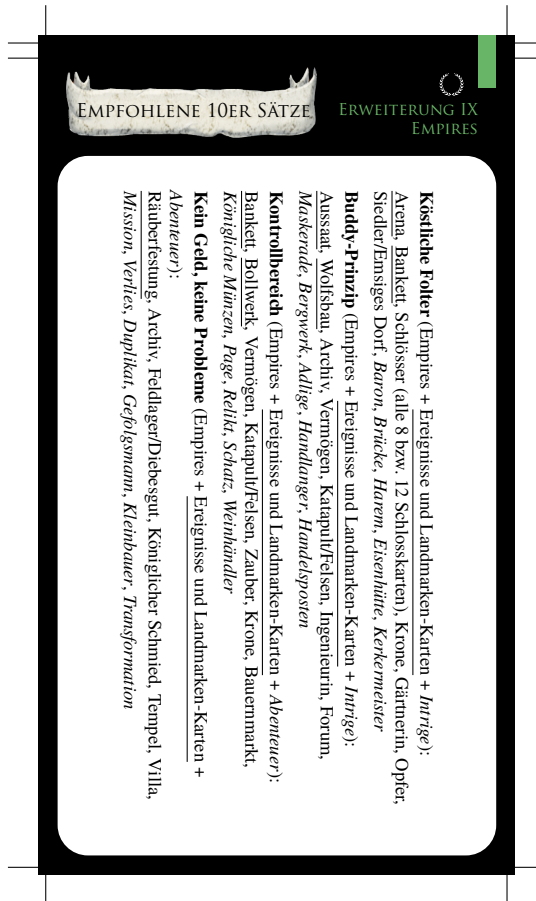 EMPFOHLENE 10ER SÄTZE
ERWEITERUNG IX
EMPIRES
Köstliche Folter (Empires + Ereignisse und Landmarken-Karten + Intrige):
Arena, Bankett, Schlösser (alle 8 bzw. 12 Schlosskarten), Krone, Gärtnerin, Opfer,
Siedler/Emsiges Dorf, Baron, Brücke, Harem, Eisenhütte, Kerkermeister
Buddy-Prinzip (Empires + Ereignisse und Landmarken-Karten + Intrige):
Aussaat, Wolfsbau, Archiv, Vermögen, Katapult/Felsen, Ingenieurin, Forum,
Maskerade, Bergwerk, Adlige, Handlanger, Handelsposten
Kontrollbereich (Empires + Ereignisse und Landmarken-Karten + Abenteuer):
Bankett, Bollwerk, Vermögen, Katapult/Felsen, Zauber, Krone, Bauernmarkt,
Königliche Münzen, Page, Relikt, Schatz, Weinhändler
Kein Geld, keine Probleme (Empires + Ereignisse und Landmarken-Karten +
Abenteuer):
Räuberfestung, Archiv, Feldlager/Diebesgut, Königlicher Schmied, Tempel, Villa,
Mission, Verlies, Duplikat, Gefolgsmann, Kleinbauer, Transformation